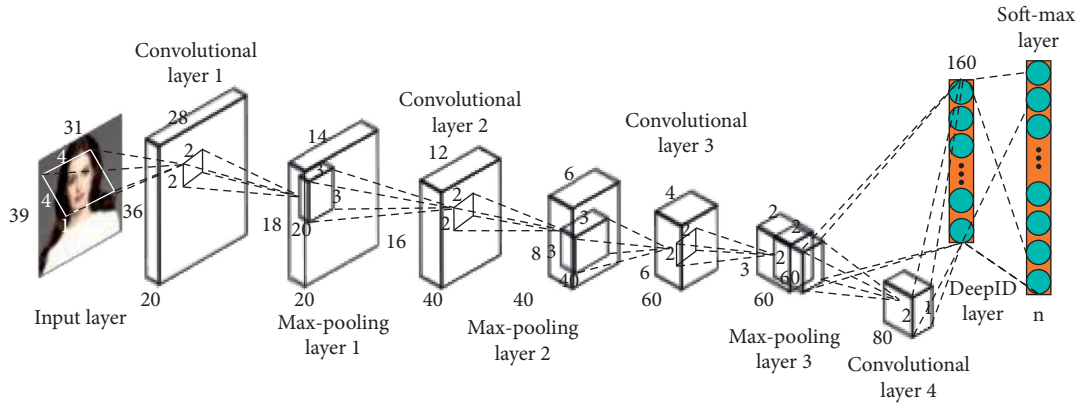 Soft-max
layer
160
Convolutional
layer 1
Convolutional
layer 2
Convolutional
layer 3
31
4
4
1
39
Input layer
28
2
2
36
20
14
3
3
20
18
20
Max-pooling
layer 1
12
2
2
16
40
6
3
3
8
40
40
Max-pooling
layer 2
4
2
2
6
60
2
2
2
60
3
60
Max-pooling
layer 3
2
1
80
Convolutional
layer 4
DeepID
layer
n